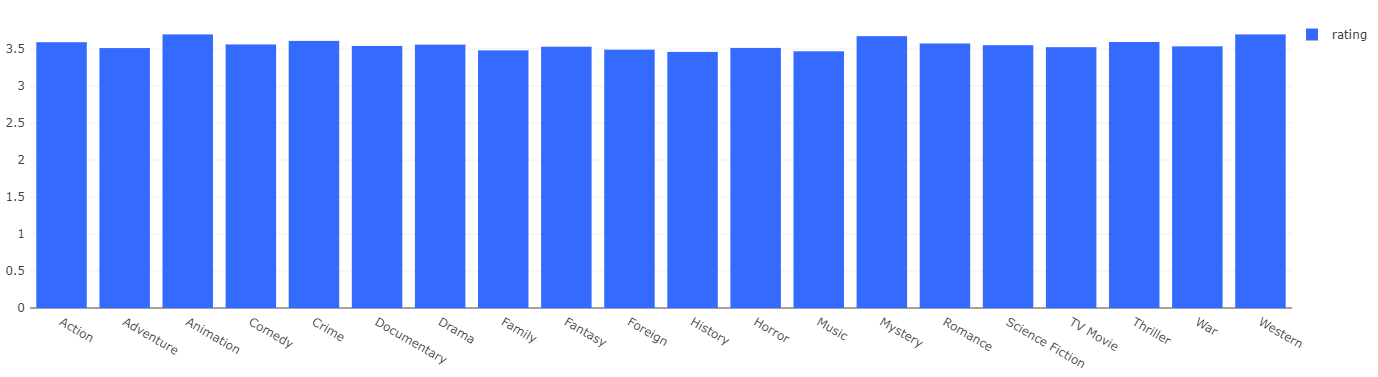 3.5
3
2.5
2
1.5
1
0.5
0
Action
Adventure
Animation
Comedy
Crime
Documentary
Drama
Family
Fantasy
Foreign
History
Horror
Music
Mystery
Romance
Science Fiction
TV Movie
Thriller
War
Western
rating